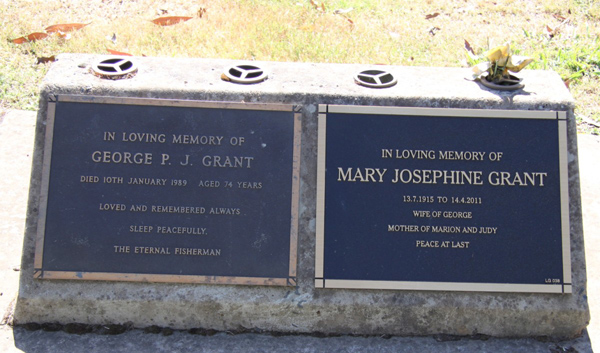 IN LOVING MEMORY OF
GEORGE P. J. GRANT
DIED 10TH JANUARY 1989 AGED 74 YEARS
LOVED AND REMEMBERED ALWAYS.
SLEEP PEACEFULLY.
THE ETERNAL FISHERMAN
IN LOVING MEMORY OF
MARY JOSEPHINE GRANT
13.7.1915 TO 14.4.2011
WIFE OF GEORGE
MOTHER OF MARION AND JUDY
PEACE AT LAST
LG 038